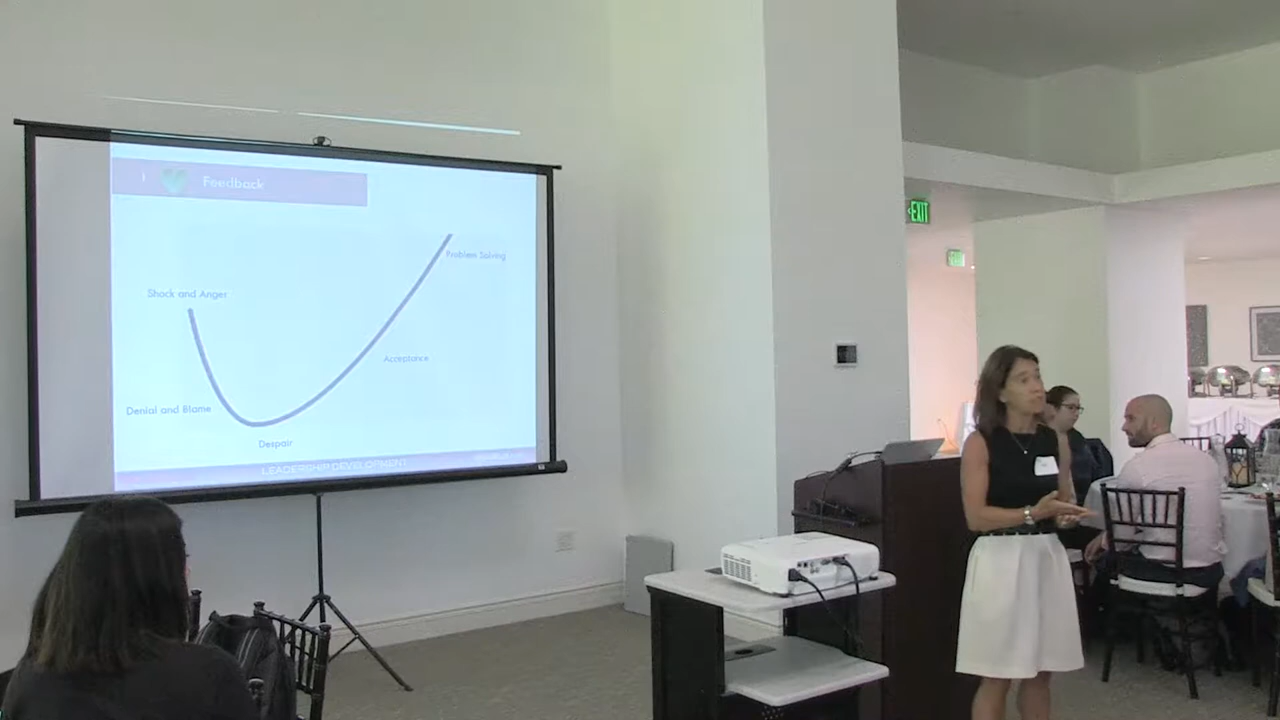 Feedback
Shock and Anger
Problem Solving
Acceptance
Denial and Blame
Despair
LEADERSHIP DEVELOPMENT
EXIT